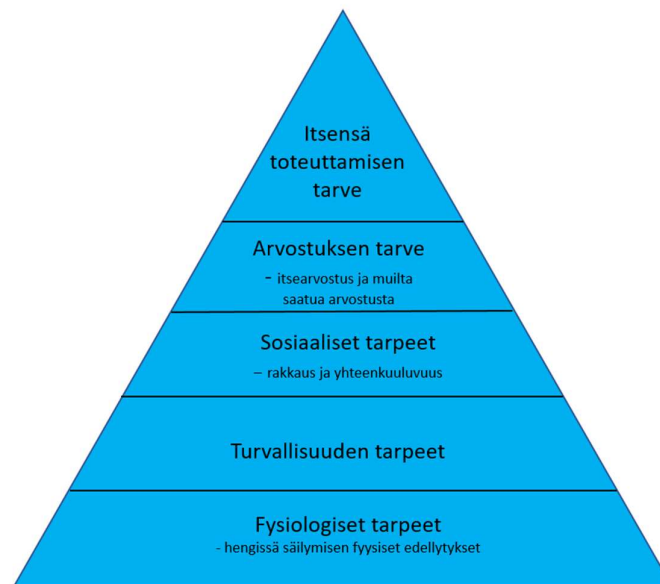 Itsensä
toteuttamisen
tarve
Arvostuksen tarve
- itsearvostus ja muilta
saatua arvostusta
Sosiaaliset tarpeet
– rakkaus ja yhteenkuuluvuus
Turvallisuuden tarpeet
Fysiologiset tarpeet
- hengissä säilymisen fyysiset edellytykset